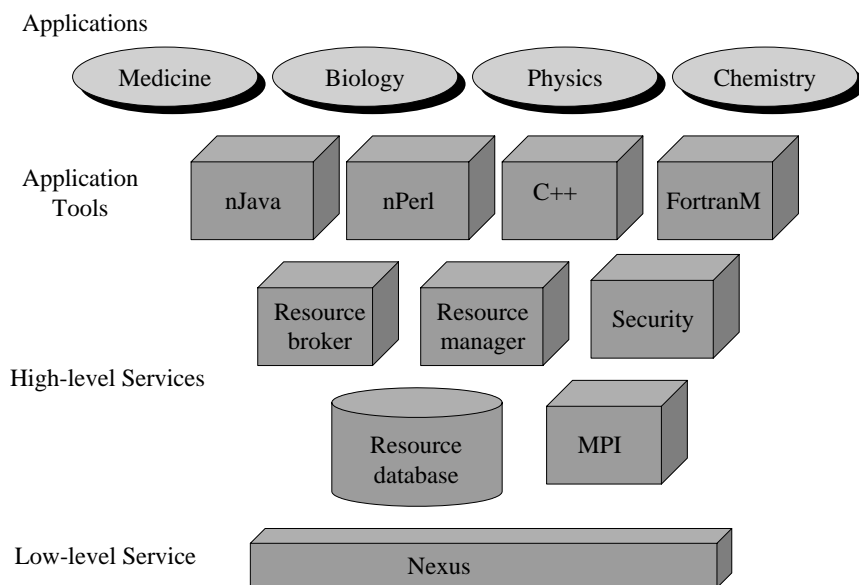 Applications
Medicine
Biology
Physics
Chemistry
Application
Tools
nJava
nPerl
C++
FortranM
Resource
broker
Resource
manager
Security
High-level Services
Resource
database
MPI
Low-level Service
Nexus